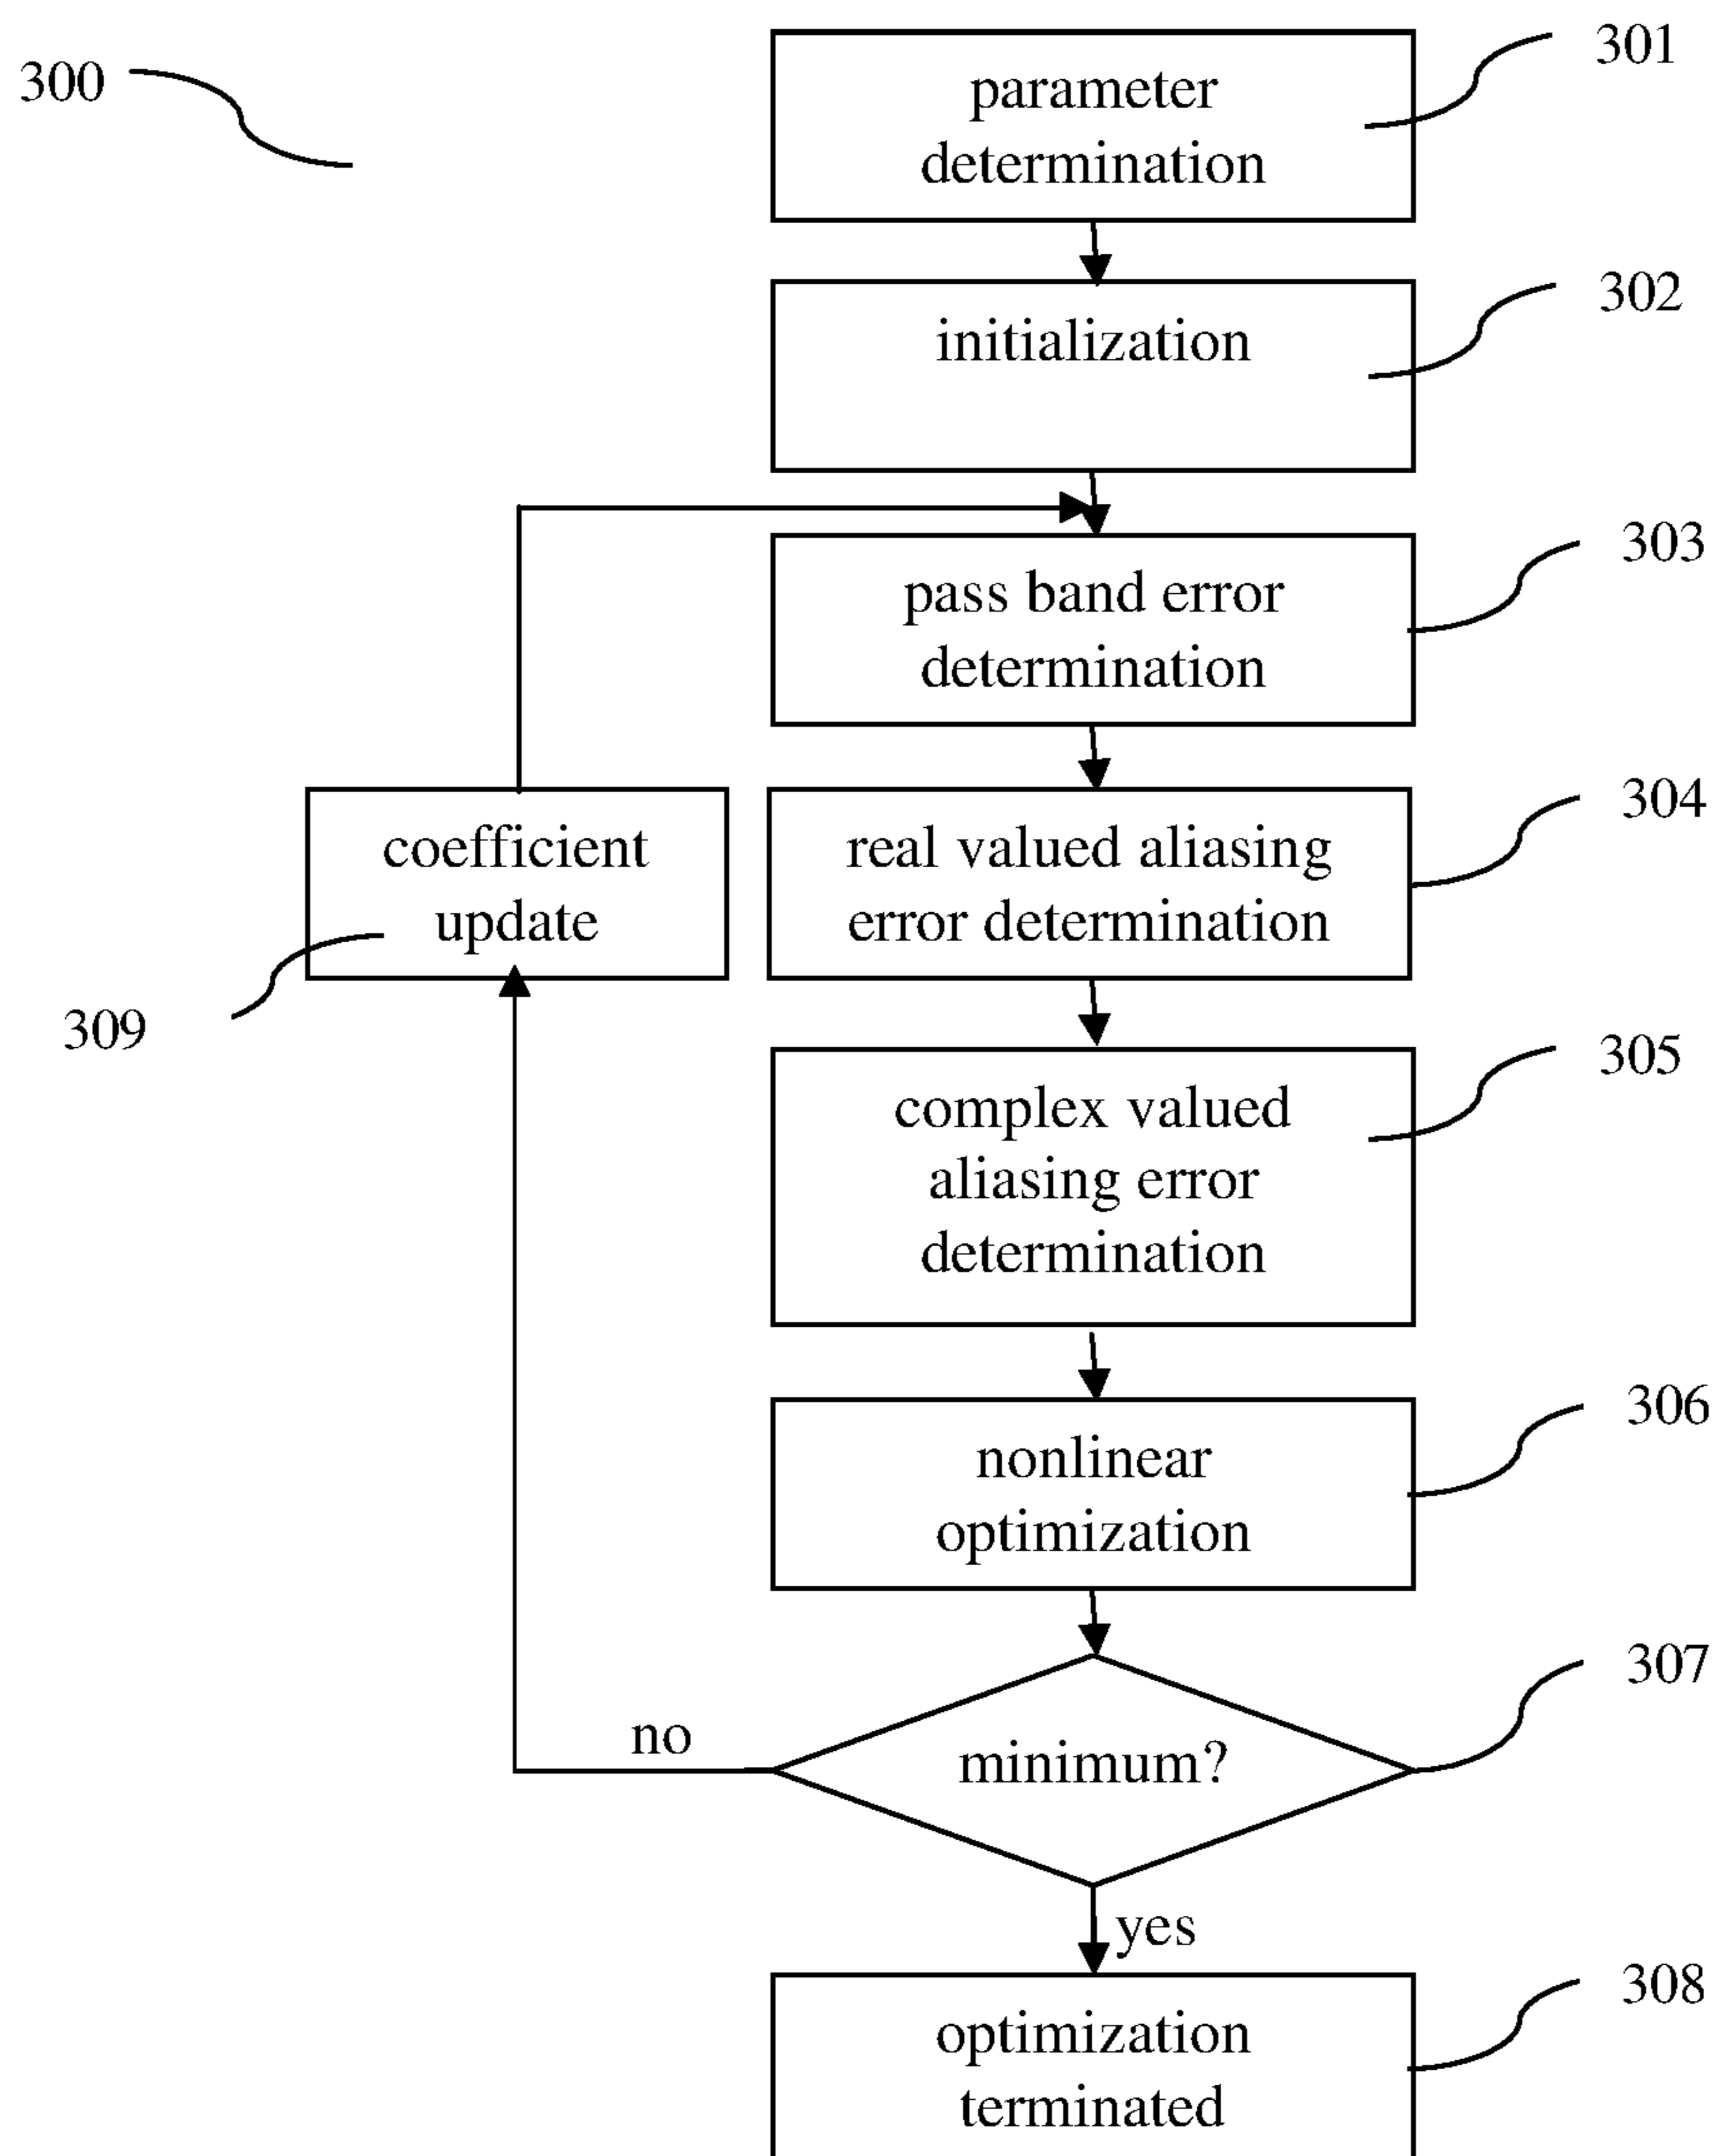 300
301
parameter
determination
302
initialization
303
pass band error
determination
304
real valued aliasing
error determination
coefficient
update
309
305
complex valued
aliasing error
determination
306
nonlinear
optimization
307
no
minimum?
yes
308
optimization
terminated